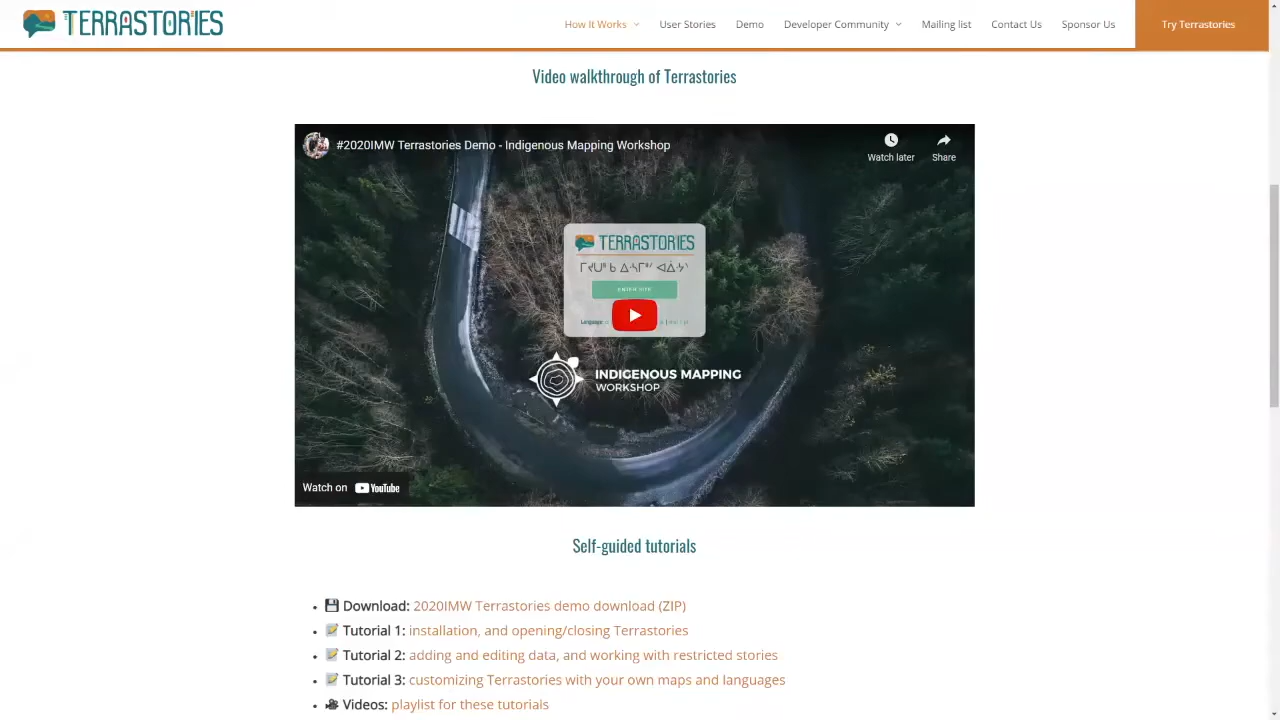 TERRASTORIES
How It Works
User Stories
Demo
Developer Community
Mailing list
Contact Us
Sponsor Us
Try Terrastories
Video walkthrough of Terrastories
#2020IMW Terrastories Demo - Indigenous Mapping Workshop
Watch later
Share
TERRASTORIES
ENTER SITE
Language
INDIGENOUS MAPPING
WORKSHOP
Watch on YouTube
Self-guided tutorials
Download: 2020IMW Terrastories demo download (ZIP)
Tutorial 1: installation, and opening/closing Terrastories
Tutorial 2: adding and editing data, and working with restricted stories
Tutorial 3: customizing Terrastories with your own maps and languages
Videos: playlist for these tutorials